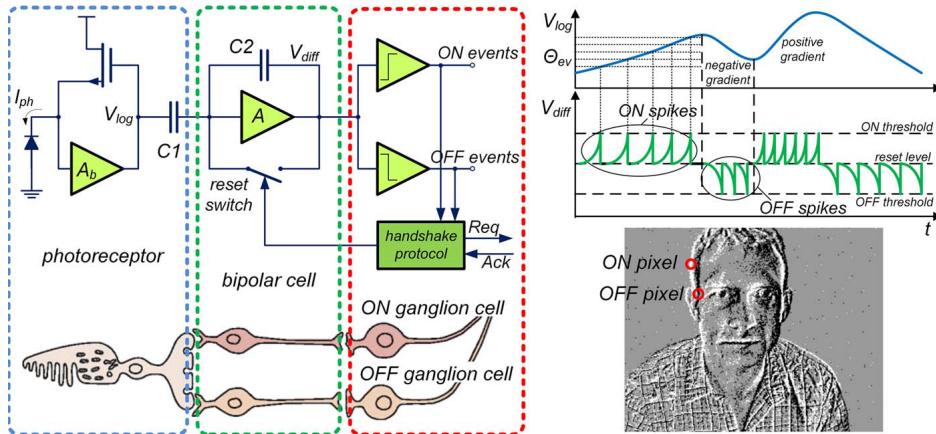 C2
V_diff
ON events
I_ph
V_log
A
C1
A_b
OFF events
reset
switch
handshake
protocol
Req
Ack
photoreceptor
bipolar cell
ON ganglion cell
OFF ganglion cell
V_log
positive
gradient
Θ_ev
negative
gradient
V_diff
ON spikes
ON threshold
reset level
OFF threshold
OFF spikes
t
ON pixel
OFF pixel